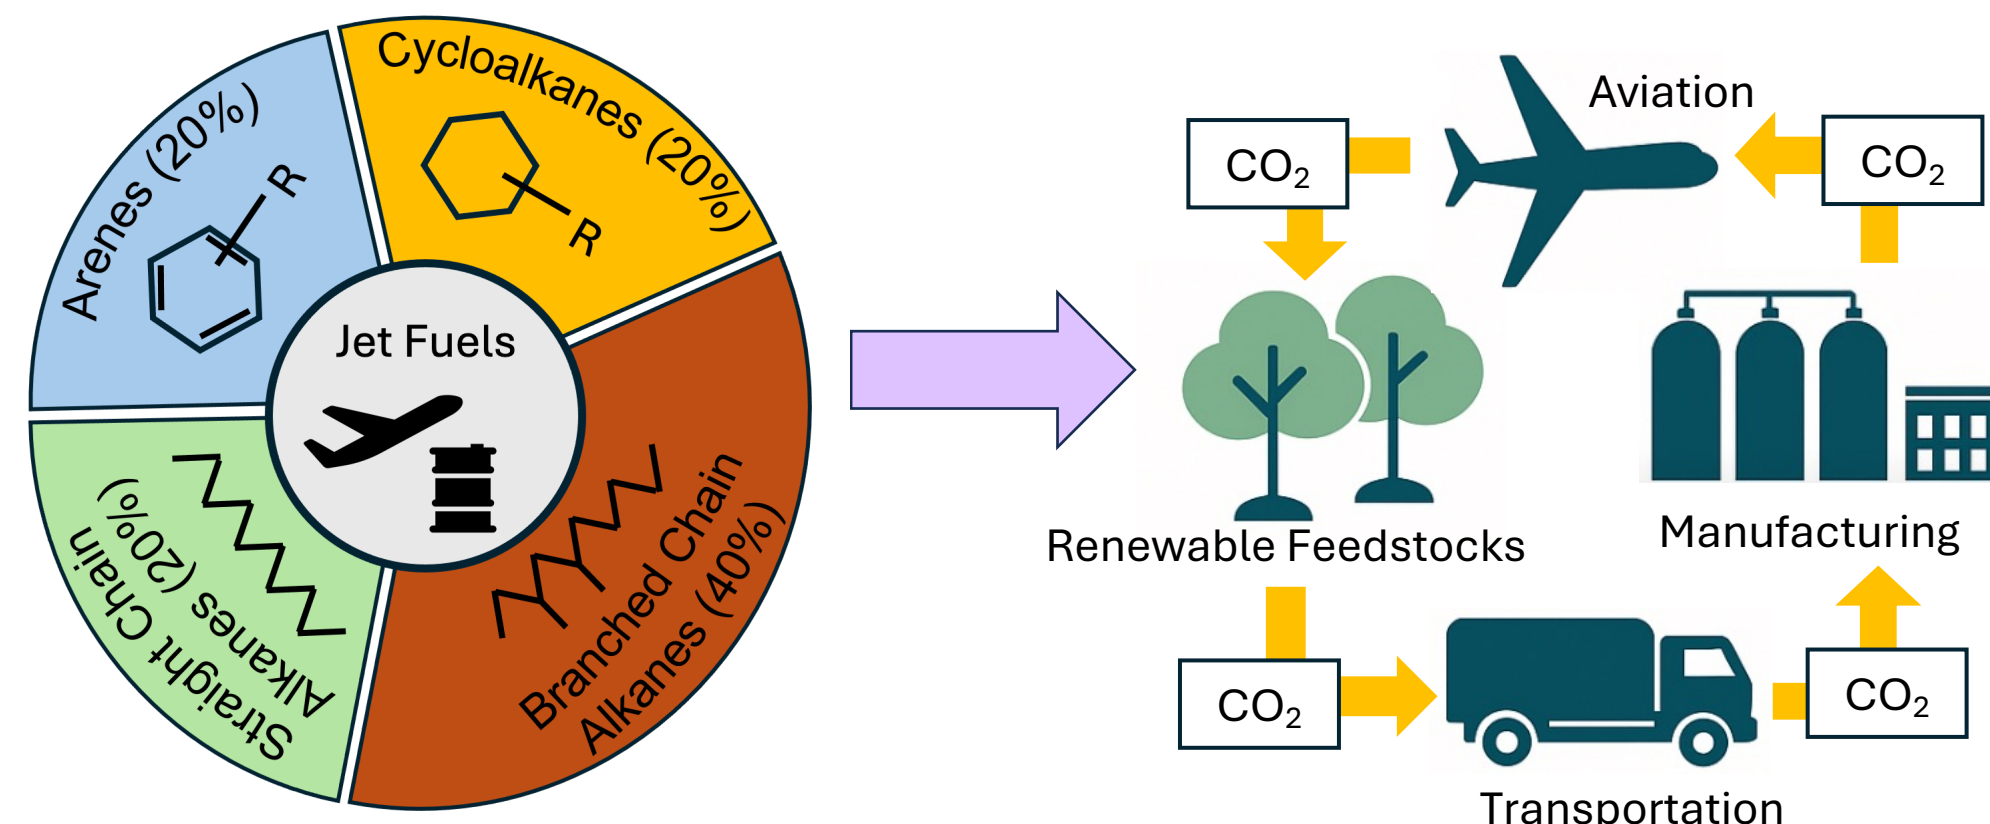 Cycloalkanes (20%)
R
Arenes (20%)
R
Jet Fuels
Straight Chain
Alkanes (20%)
Branched Chain
Alkanes (40%)
Aviation
CO₂
CO₂
Renewable Feedstocks
Manufacturing
CO₂
CO₂
Transportation